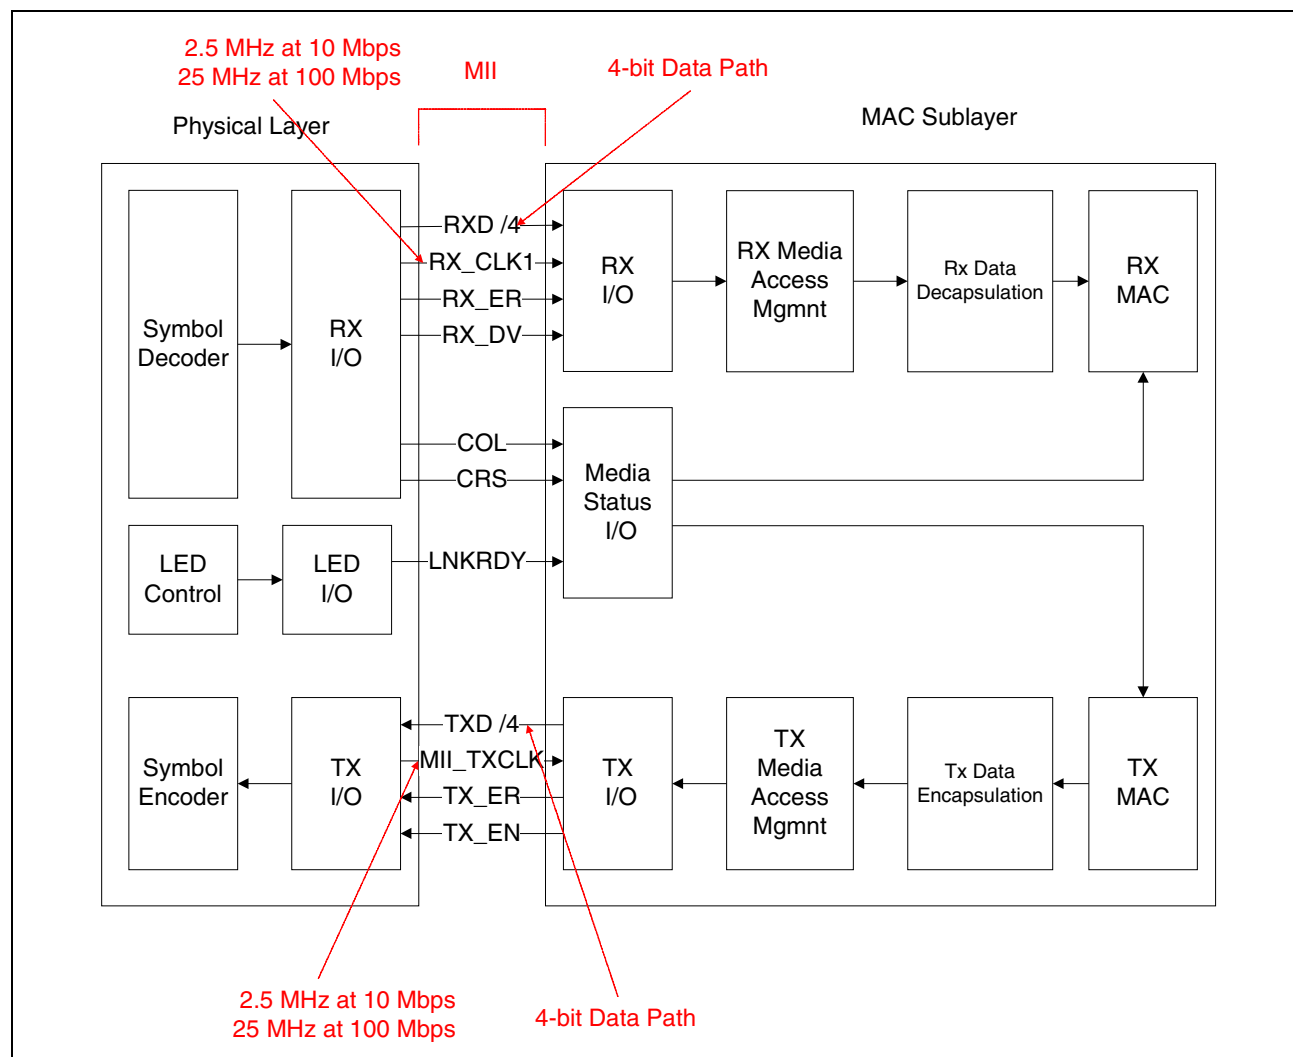 2.5 MHz at 10 Mbps
25 MHz at 100 Mbps
MII
4-bit Data Path
Physical Layer
MAC Sublayer
Symbol
Decoder
RX
I/O
RXD /4
RX_CLK1
RX_ER
RX_DV
COL
CRS
RX
I/O
RX Media
Access
Mgmnt
Rx Data
Decapsulation
RX
MAC
Media
Status
I/O
LED
Control
LED
I/O
LNKRDY
Symbol
Encoder
TX
I/O
TXD /4
MII_TXCLK
TX_ER
TX_EN
TX
I/O
TX
Media
Access
Mgmnt
Tx Data
Encapsulation
TX
MAC
2.5 MHz at 10 Mbps
25 MHz at 100 Mbps
4-bit Data Path